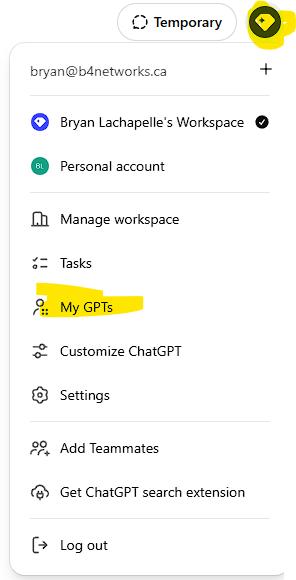 Temporary
bryan@b4networks.ca
Bryan Lachapelle's Workspace
BL Personal account
Manage workspace
Tasks
My GPTs
Customize ChatGPT
Settings
Add Teammates
Get ChatGPT search extension
Log out